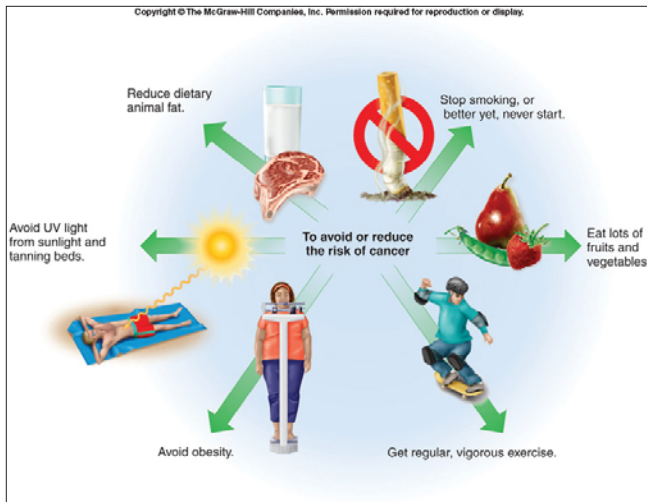 Copyright © The McGraw-Hill Companies, Inc. Permission required for reproduction or display.
Reduce dietary
animal fat.
Stop smoking, or
better yet, never start.
Avoid UV light
from sunlight and
tanning beds.
To avoid or reduce
the risk of cancer
Eat lots of
fruits and
vegetables
Avoid obesity.
Get regular, vigorous exercise.